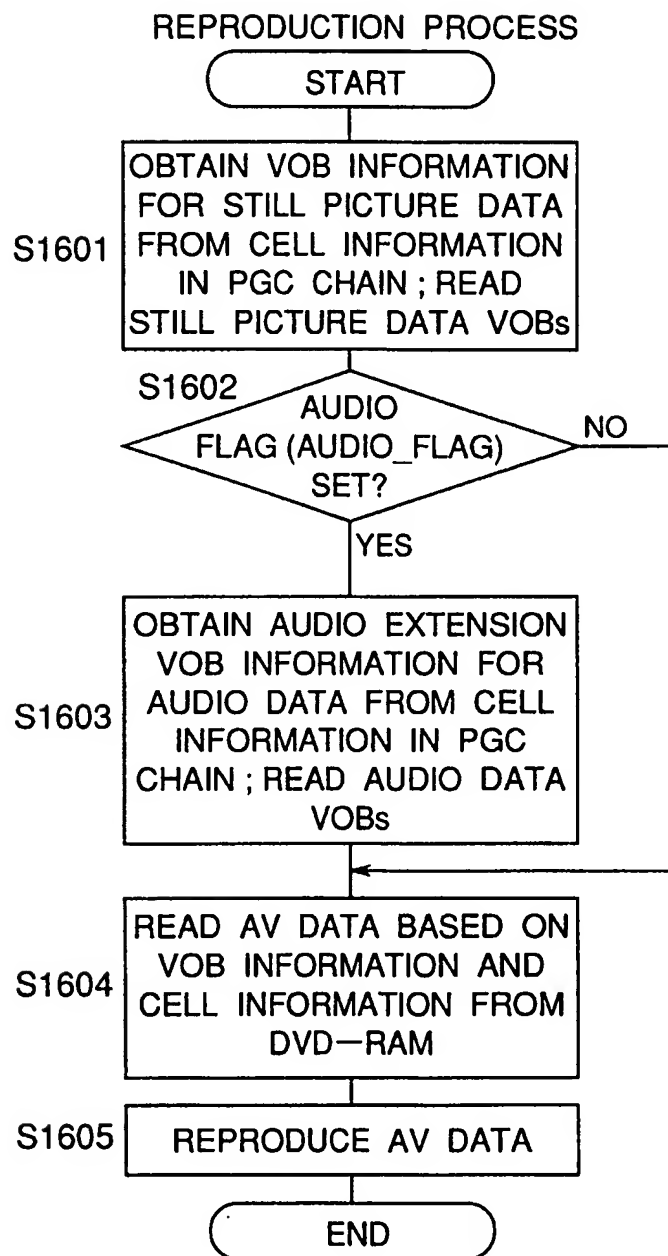 REPRODUCTION PROCESS
START
OBTAIN VOB INFORMATION
FOR STILL PICTURE DATA
FROM CELL INFORMATION
IN PGC CHAIN ; READ
STILL PICTURE DATA VOBs
S1601
S1602
AUDIO
FLAG (AUDIO_FLAG)
SET?
NO
YES
OBTAIN AUDIO EXTENSION
VOB INFORMATION FOR
AUDIO DATA FROM CELL
INFORMATION IN PGC
CHAIN ; READ AUDIO DATA
VOBs
S1603
READ AV DATA BASED ON
VOB INFORMATION AND
CELL INFORMATION FROM
DVD—RAM
S1604
S1605
REPRODUCE AV DATA
END